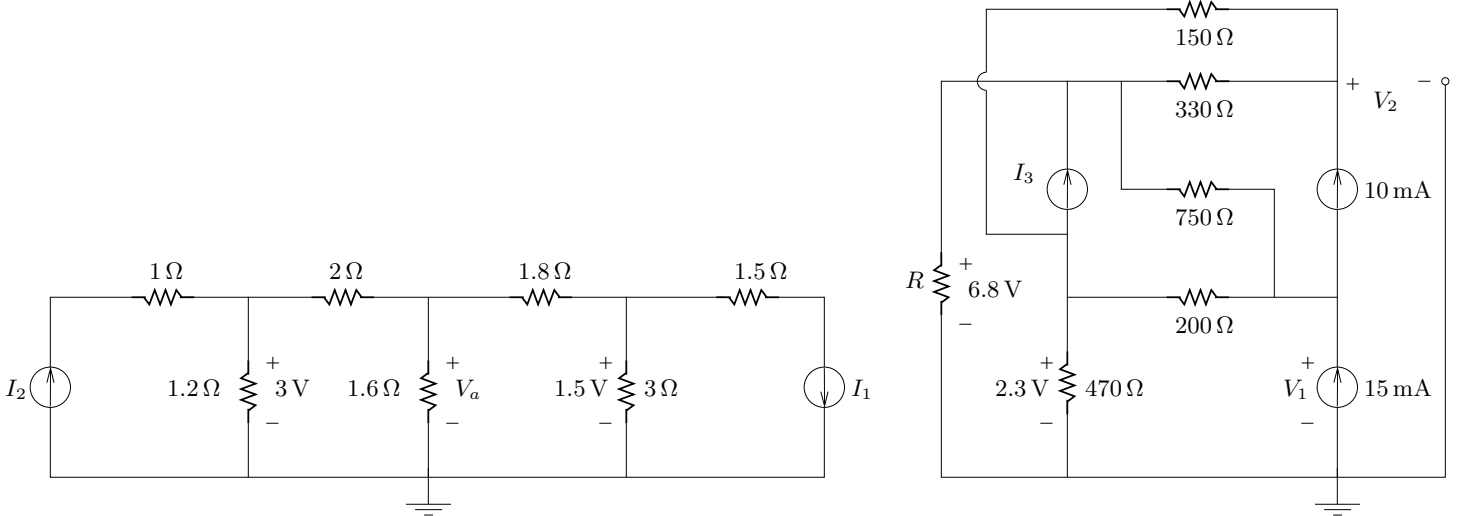 150 Ω
+ −
V₂
330 Ω
I₃
10 mA
750 Ω
1 Ω
2 Ω
1.8 Ω
1.5 Ω
R
+
6.8 V
−
200 Ω
I₂
1.2 Ω
+
3 V
−
1.6 Ω
+
Vₐ
−
+
1.5 V
−
3 Ω
I₁
+
2.3 V
−
470 Ω
+
V₁
−
15 mA